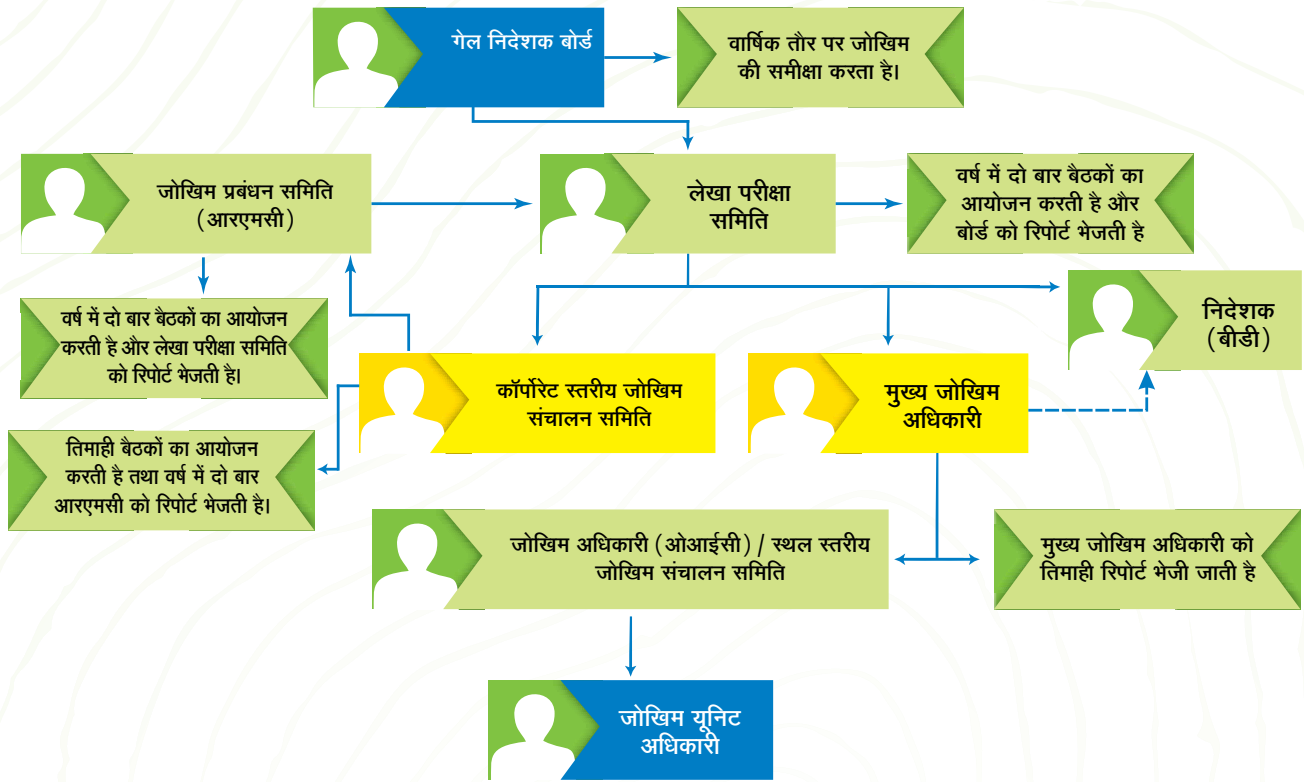 गेल निदेशक बोर्ड
वार्षिक तौर पर जोखिम
की समीक्षा करता है।
जोखिम प्रबंधन समिति
(आरएमसी)
लेखा परीक्षा
समिति
वर्ष में दो बार बैठकों का
आयोजन करती है और
बोर्ड को रिपोर्ट भेजती है
वर्ष में दो बार बैठकों का आयोजन
करती है और लेखा परीक्षा समिति
को रिपोर्ट भेजती है।
निदेशक
(बीडी)
कॉर्पोरेट स्तरीय जोखिम
संचालन समिति
मुख्य जोखिम
अधिकारी
तिमाही बैठकों का आयोजन
करती है तथा वर्ष में दो बार
आरएमसी को रिपोर्ट भेजती है।
जोखिम अधिकारी (ओआईसी) / स्थल स्तरीय
जोखिम संचालन समिति
मुख्य जोखिम अधिकारी को
तिमाही रिपोर्ट भेजी जाती है
जोखिम यूनिट
अधिकारी